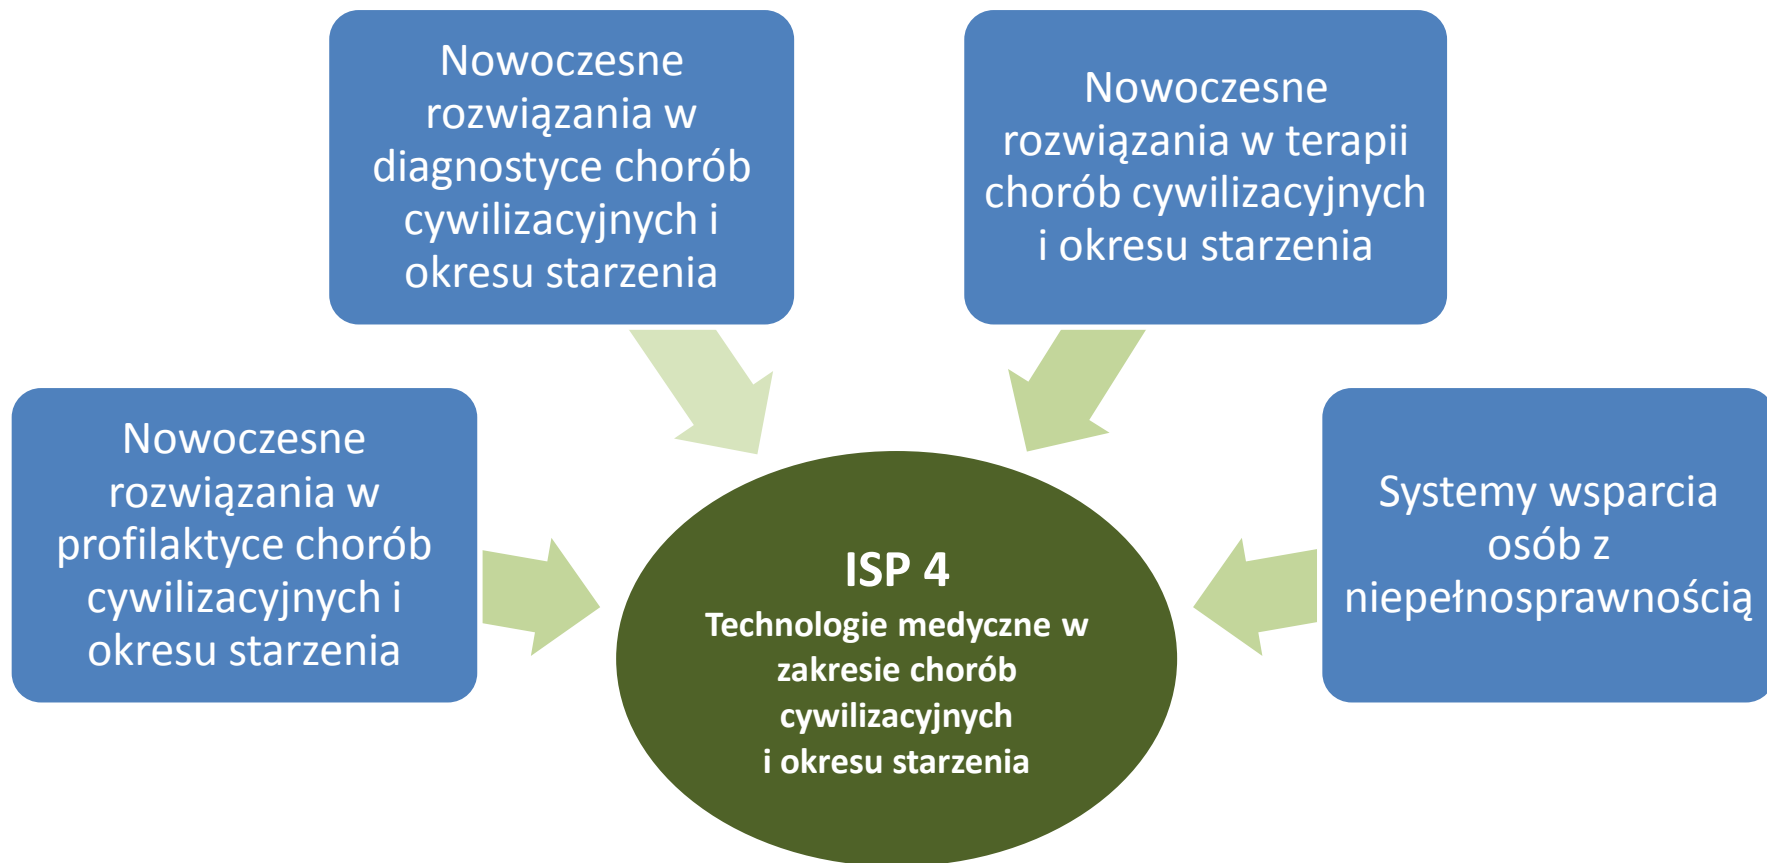 Nowoczesne
rozwiązania w
diagnostyce chorób
cywilizacyjnych i
okresu starzenia
Nowoczesne
rozwiązania w terapii
chorób cywilizacyjnych
i okresu starzenia
Nowoczesne
rozwiązania w
profilaktyce chorób
cywilizacyjnych i
okresu starzenia
Systemy wsparcia
osób z
niepełnosprawnością
ISP 4
Technologie medyczne w
zakresie chorób
cywilizacyjnych
i okresu starzenia